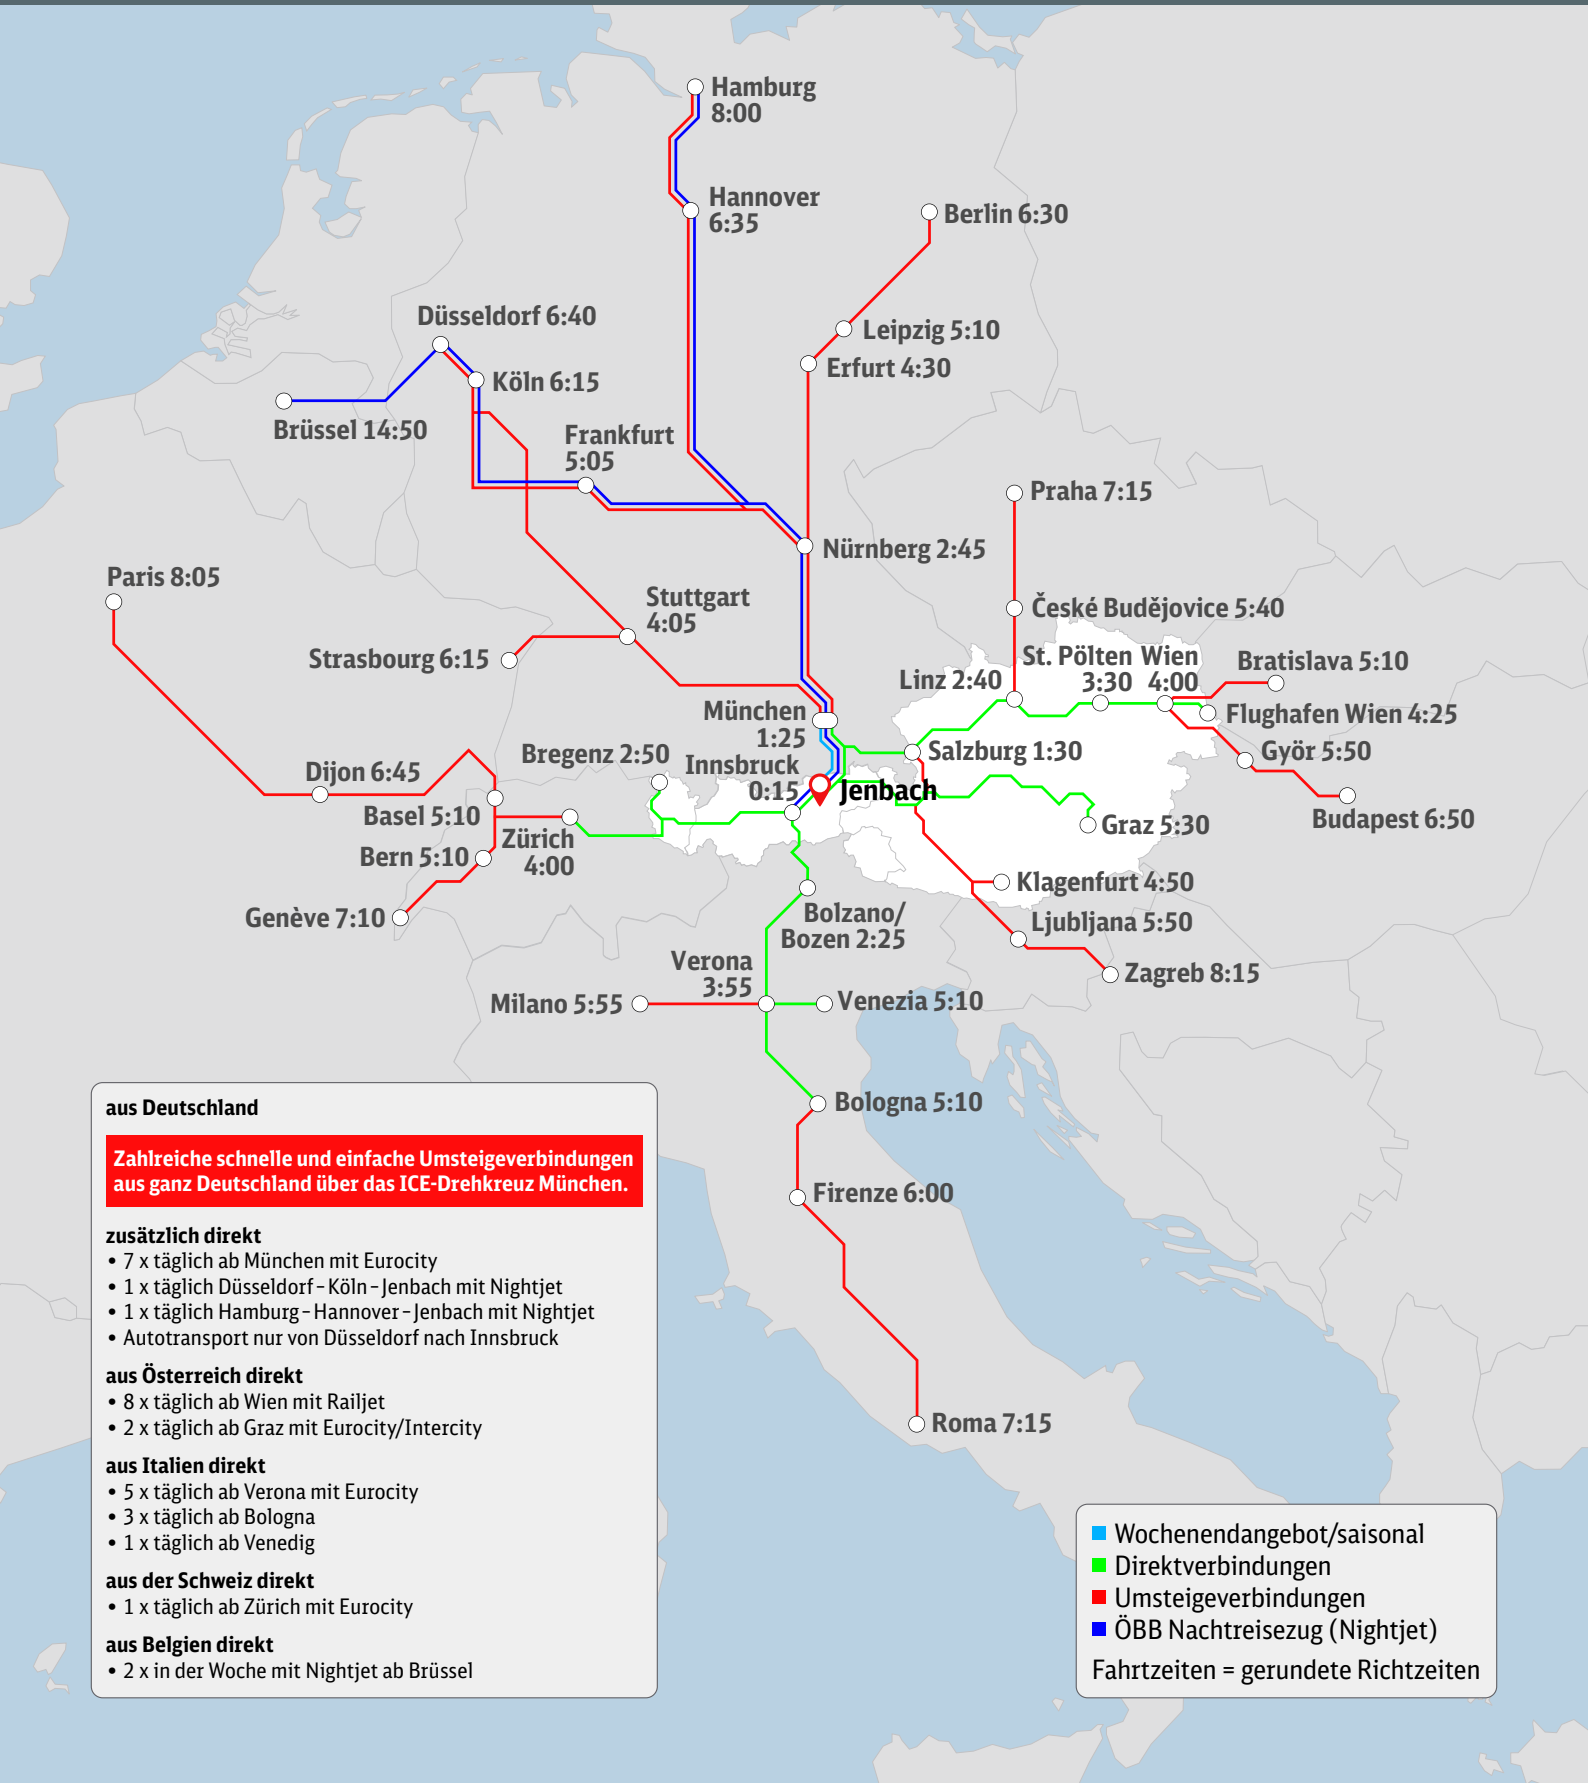 Hamburg
8:00
Hannover
6:35
Berlin 6:30
Düsseldorf 6:40
Leipzig 5:10
Erfurt 4:30
Köln 6:15
Brüssel 14:50
Frankfurt
5:05
Praha 7:15
Nürnberg 2:45
Paris 8:05
Stuttgart
4:05
České Budějovice 5:40
Strasbourg 6:15
St. Pölten
3:30
Wien
4:00
Bratislava 5:10
Linz 2:40
München
1:25
Flughafen Wien 4:25
Bregenz 2:50
Salzburg 1:30
Györ 5:50
Innsbruck
0:15
Jenbach
Dijon 6:45
Basel 5:10
Zürich
4:00
Graz 5:30
Budapest 6:50
Bern 5:10
Klagenfurt 4:50
Genève 7:10
Bolzano/
Bozen 2:25
Ljubljana 5:50
Verona
3:55
Zagreb 8:15
Milano 5:55
Venezia 5:10
Bologna 5:10
Firenze 6:00
Roma 7:15
aus Deutschland
Zahlreiche schnelle und einfache Umsteigeverbindungen
aus ganz Deutschland über das ICE-Drehkreuz München.
zusätzlich direkt
• 7 x täglich ab München mit Eurocity
• 1 x täglich Düsseldorf – Köln – Jenbach mit Nightjet
• 1 x täglich Hamburg – Hannover – Jenbach mit Nightjet
• Autotransport nur von Düsseldorf nach Innsbruck
aus Österreich direkt
• 8 x täglich ab Wien mit Railjet
• 2 x täglich ab Graz mit Eurocity/Intercity
aus Italien direkt
• 5 x täglich ab Verona mit Eurocity
• 3 x täglich ab Bologna
• 1 x täglich ab Venedig
aus der Schweiz direkt
• 1 x täglich ab Zürich mit Eurocity
aus Belgien direkt
• 2 x in der Woche mit Nightjet ab Brüssel
Wochenendangebot/saisonal
Direktverbindungen
Umsteigeverbindungen
ÖBB Nachtreisezug (Nightjet)
Fahrtzeiten = gerundete Richtzeiten